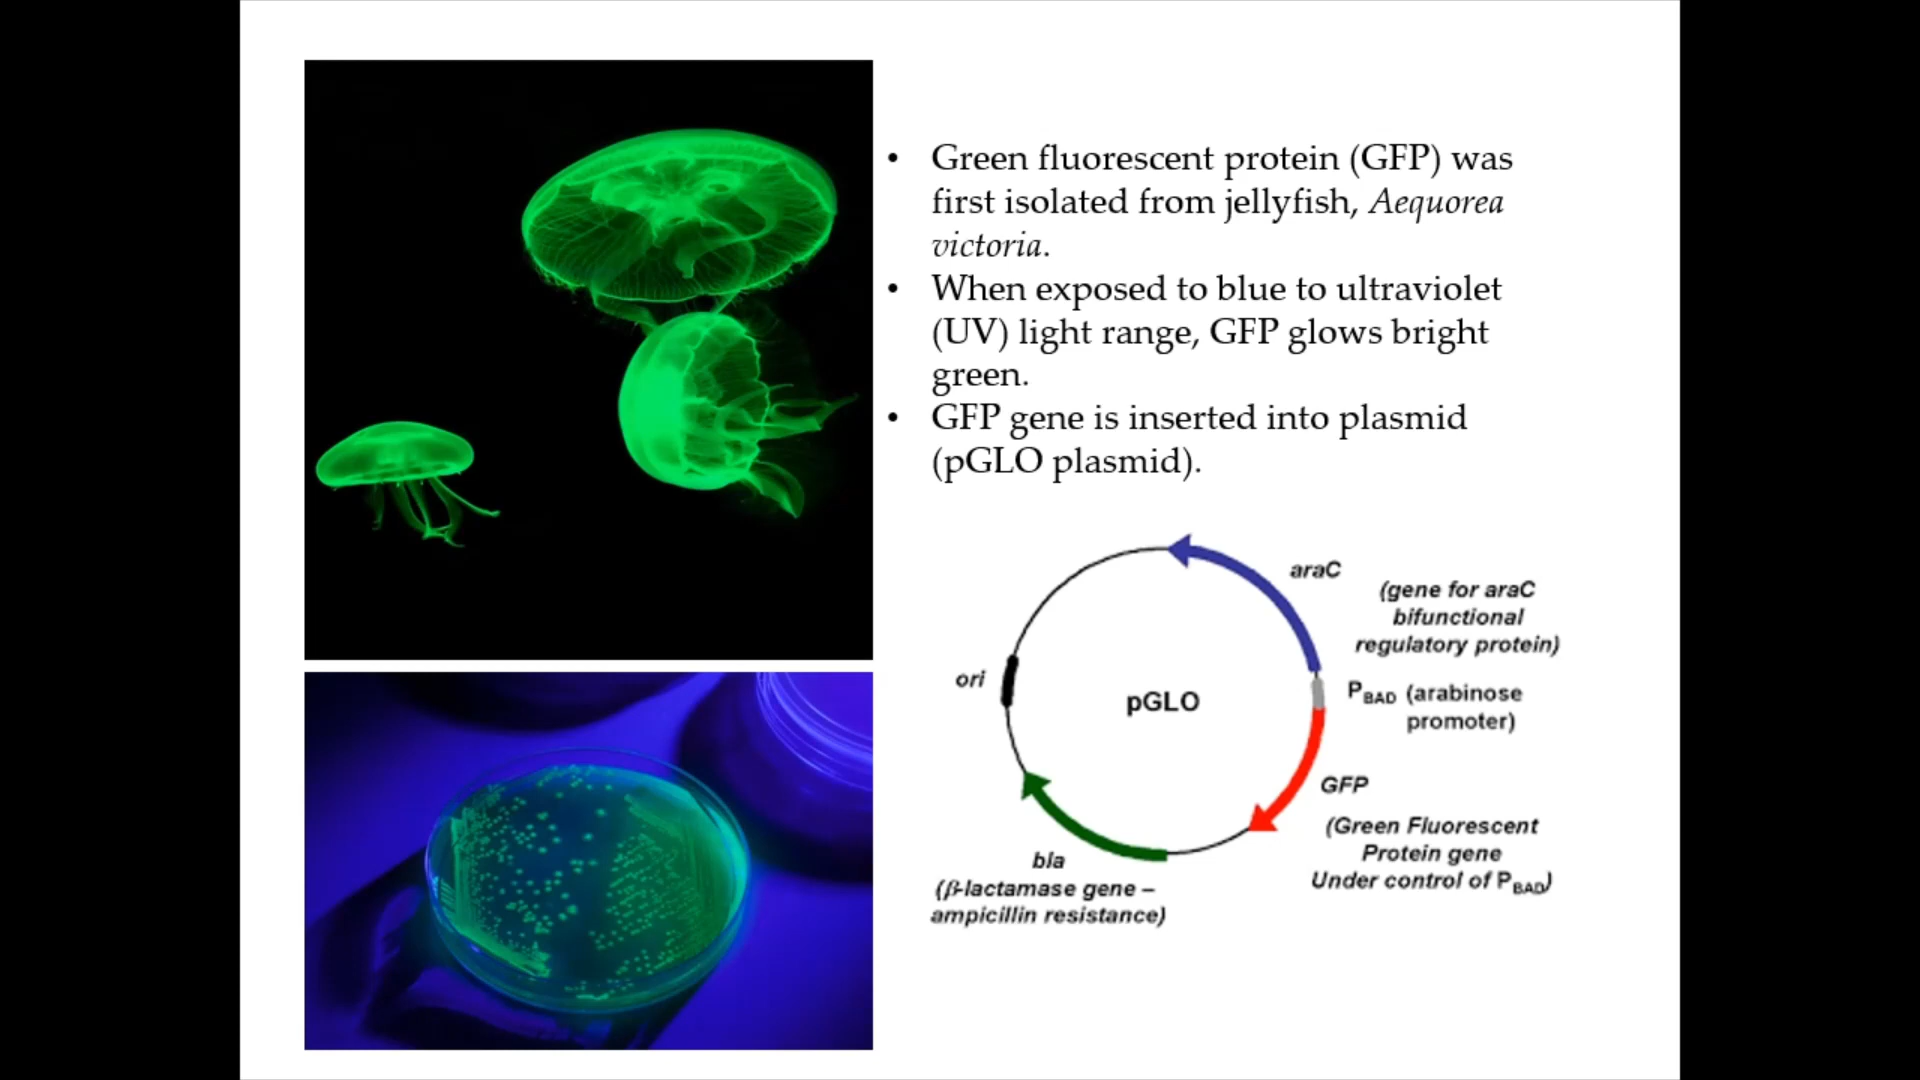 • Green fluorescent protein (GFP) was
first isolated from jellyfish, Aequorea
victoria.
• When exposed to blue to ultraviolet
(UV) light range, GFP glows bright
green.
• GFP gene is inserted into plasmid
(pGLO plasmid).
araC
(gene for araC
bifunctional
regulatory protein)
ori
pGLO
PBAD (arabinose
promoter)
GFP
(Green Fluorescent
Protein gene
Under control of PBAD)
bla
(β-lactamase gene –
ampicillin resistance)